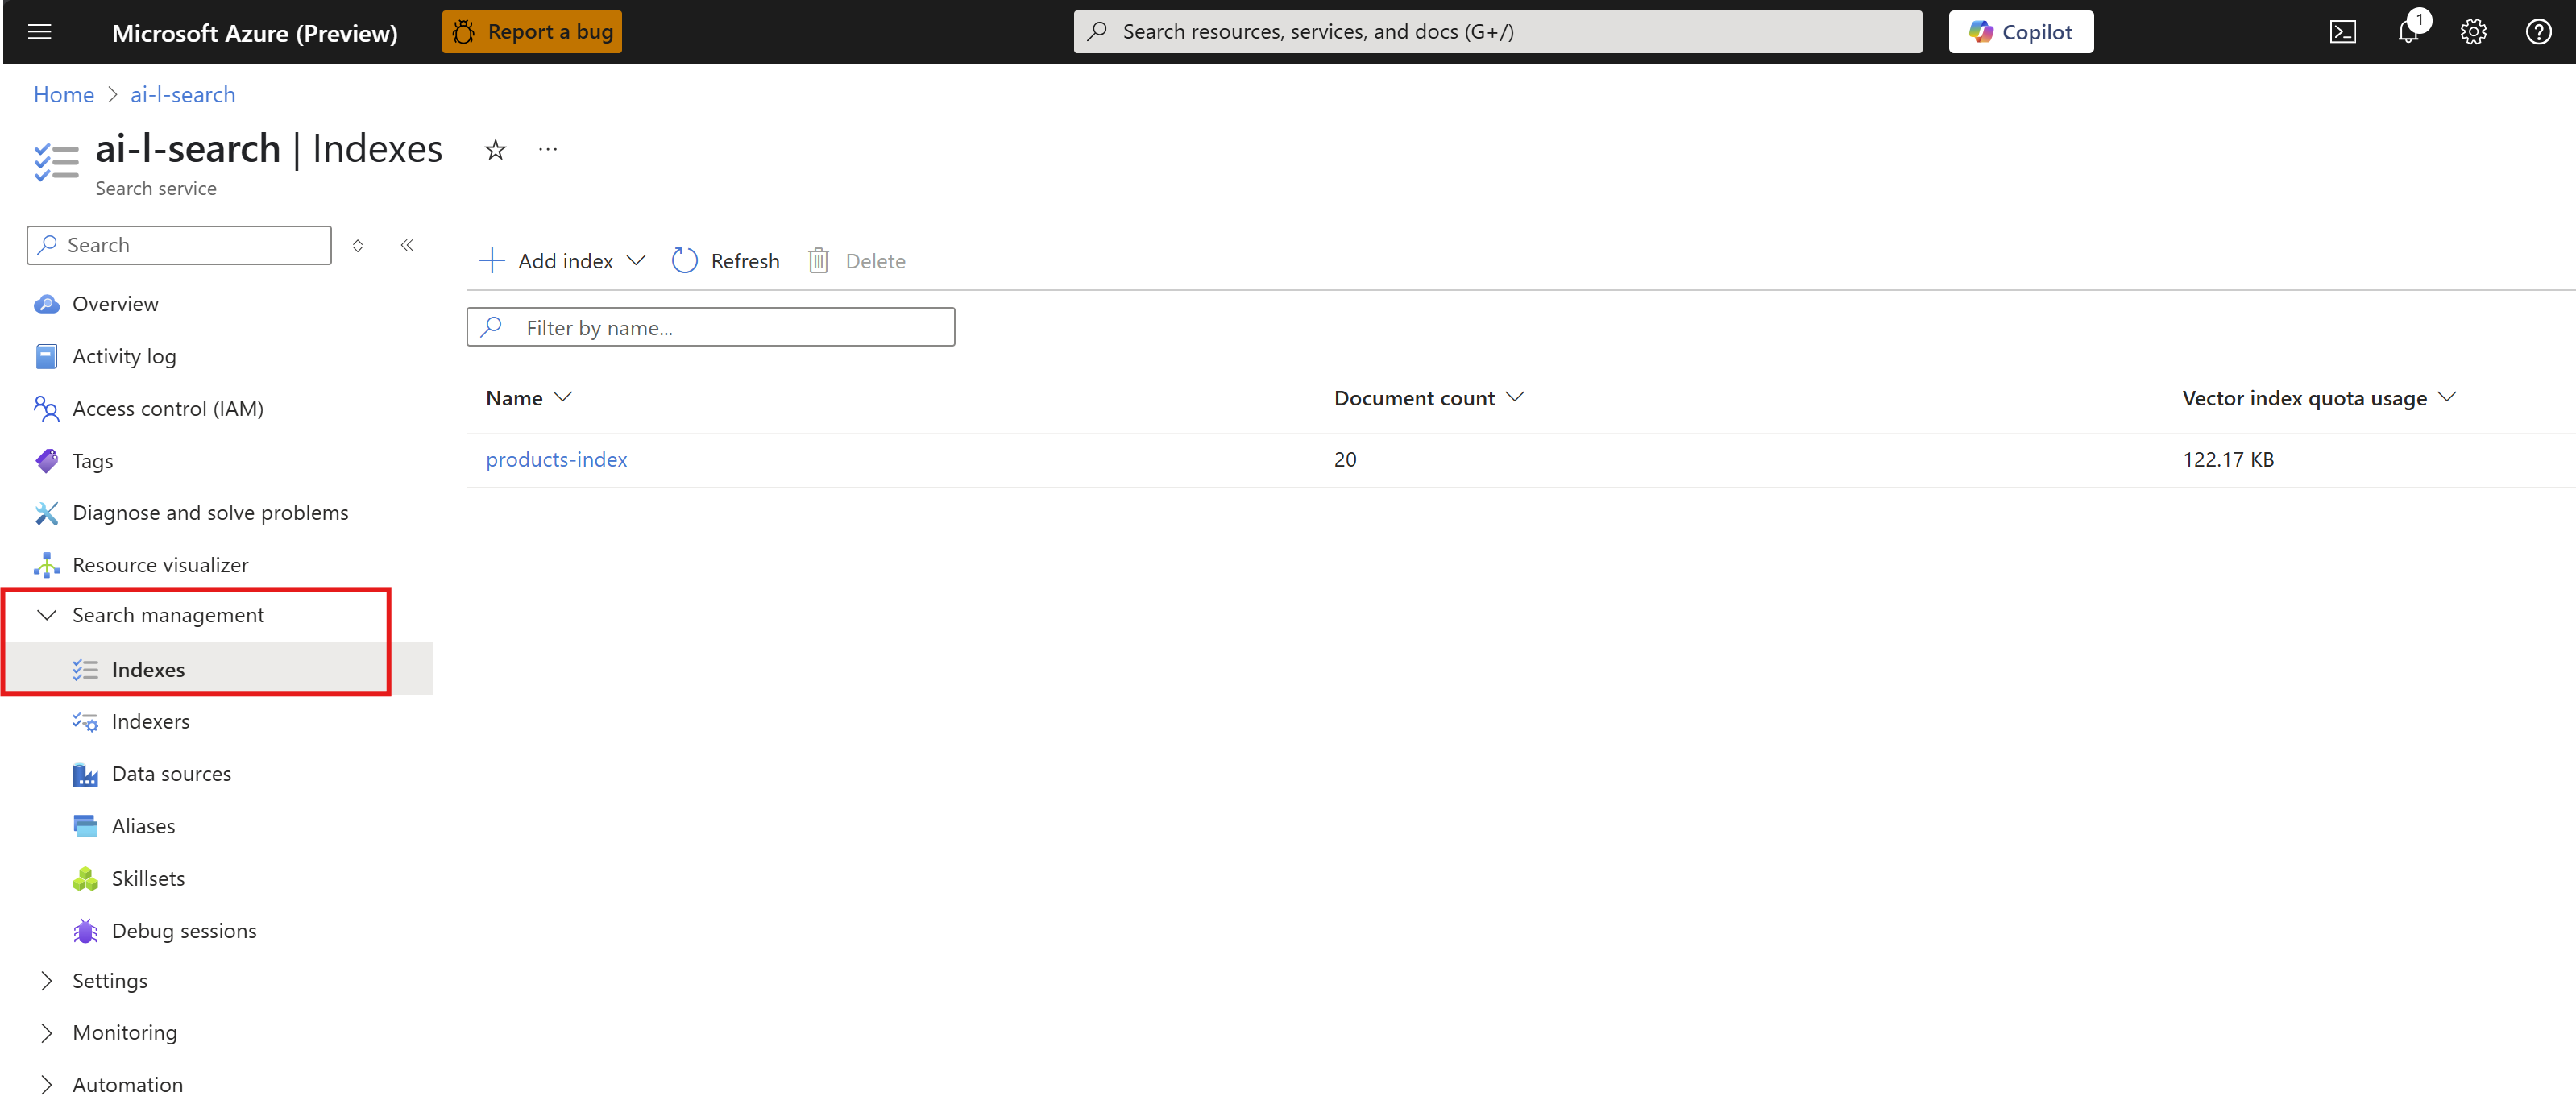 Microsoft Azure (Preview)
Report a bug
Search resources, services, and docs (G+/)
Copilot
1
Home > ai-l-search
ai-l-search | Indexes
Search service
Search
Add index
Refresh
Delete
Overview
Activity log
Access control (IAM)
Tags
Diagnose and solve problems
Resource visualizer
Search management
Indexes
Indexers
Data sources
Aliases
Skillsets
Debug sessions
Settings
Monitoring
Automation
Filter by name...
Name Document count Vector index quota usage
products-index 20 122.17 KB